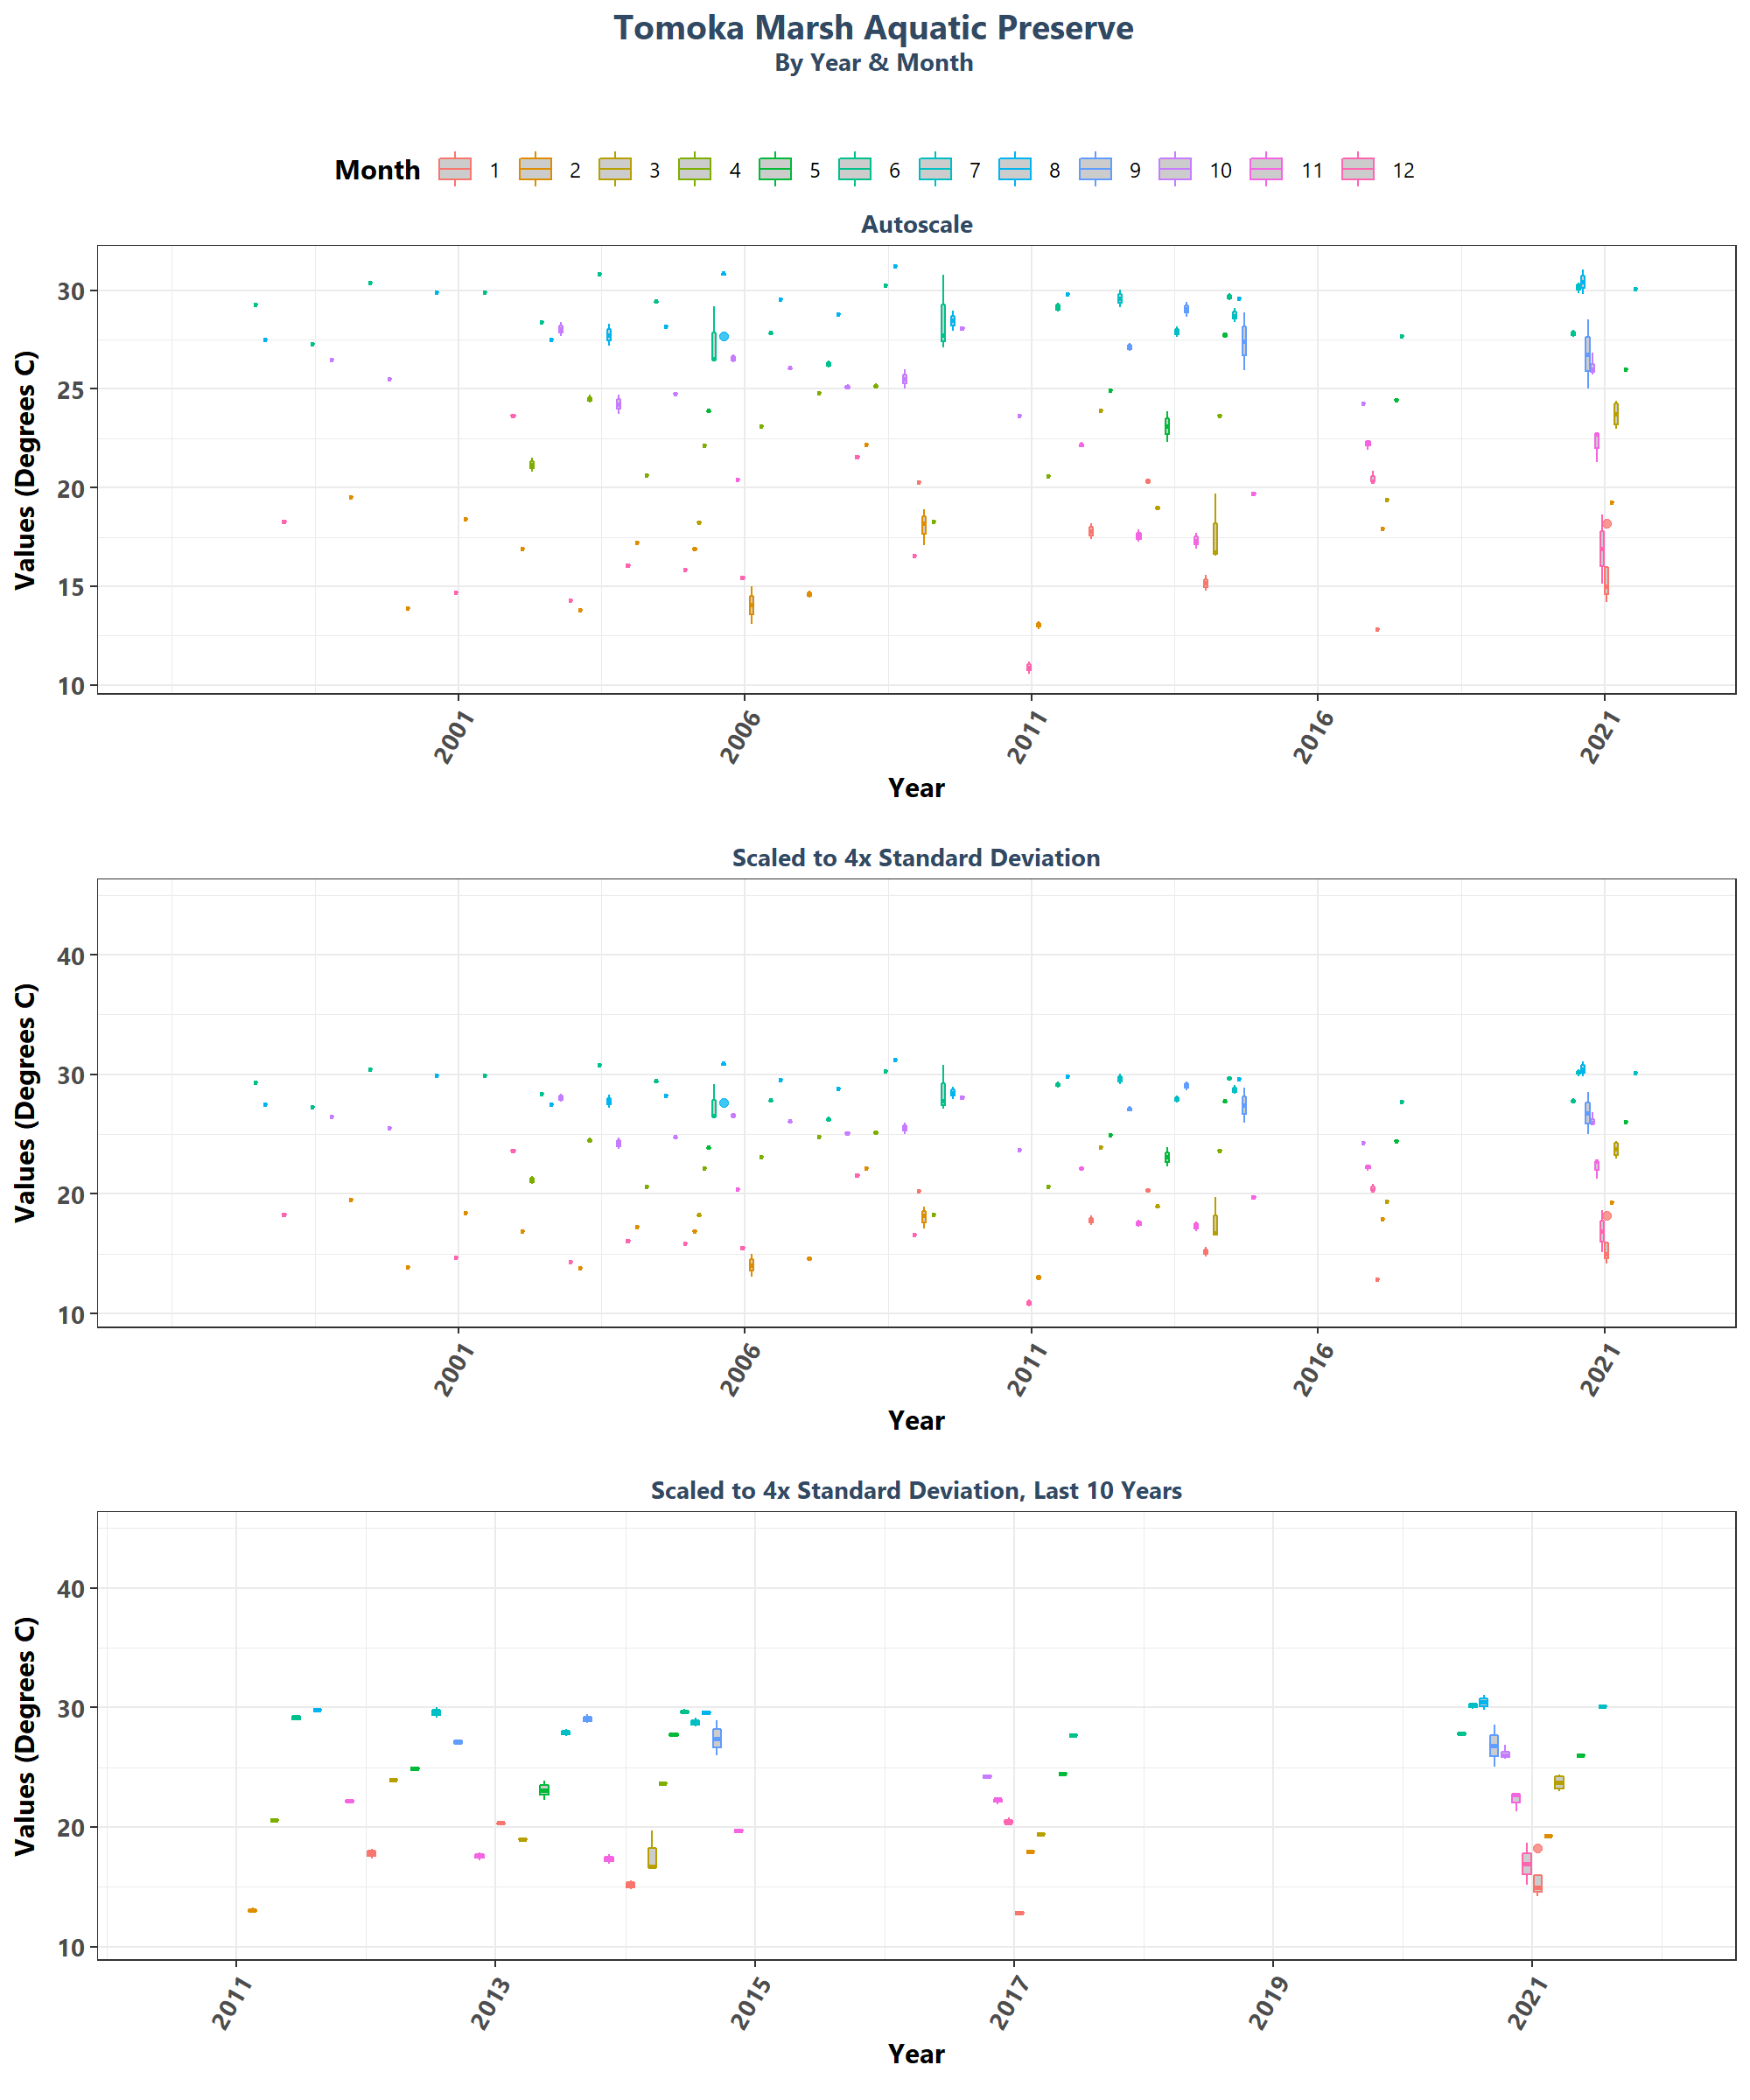 Tomoka Marsh Aquatic Preserve
By Year & Month
Month 1 2 3 4 5 6 7 8 9 10 11 12
Autoscale
Values (Degrees C)
30
25
20
15
10
2001 2006 2011 2016 2021
Year
Scaled to 4x Standard Deviation
Values (Degrees C)
40
30
20
10
2001 2006 2011 2016 2021
Year
Scaled to 4x Standard Deviation, Last 10 Years
Values (Degrees C)
40
30
20
10
2011 2013 2015 2017 2019 2021
Year